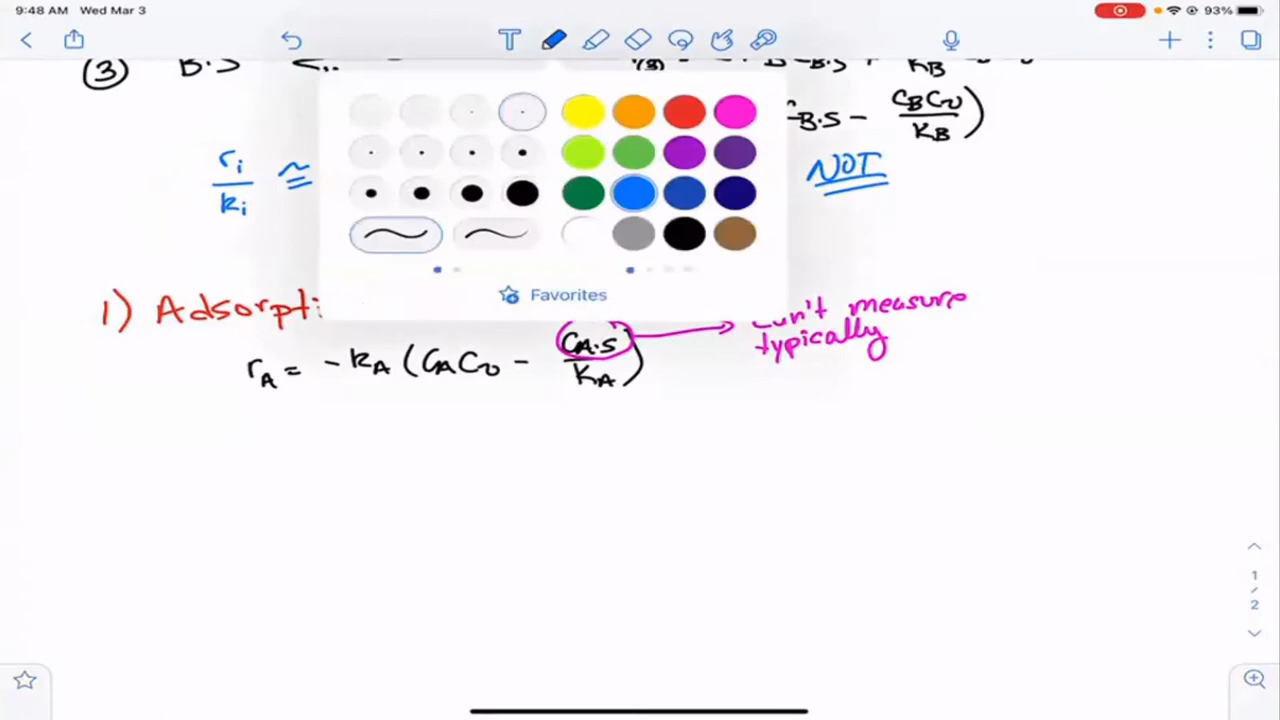 9:48 AM Wed Mar 3
93%
③ B·S
C_B·S − C_B C_v / K_B )
r_i / k_i ≅
NOT
Favorites
1) Adsorpti
can't measure
typically
r_A = -k_A ( C_A C_v − C_A·S / K_A )
1
/
2